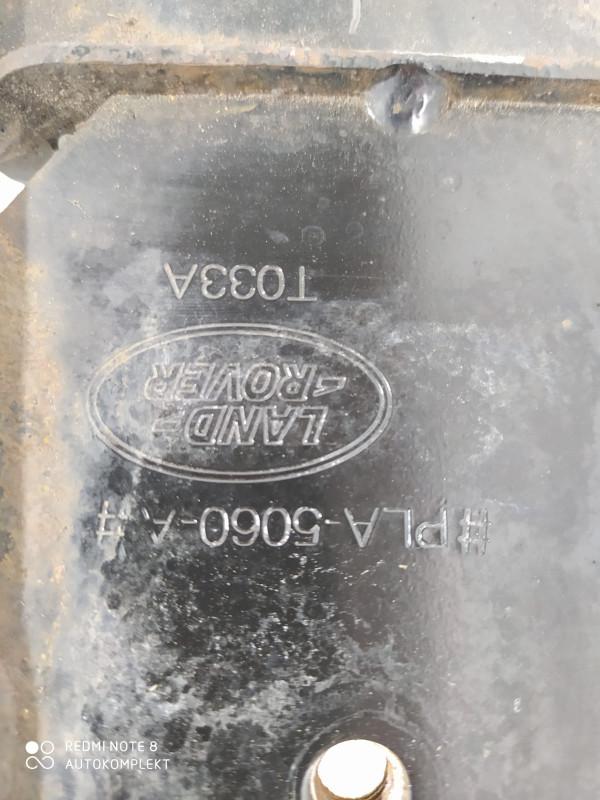 #PLA-5060-A #
LAND
ROVER
T033A
REDMI NOTE 8
AUTOKOMPLEKT